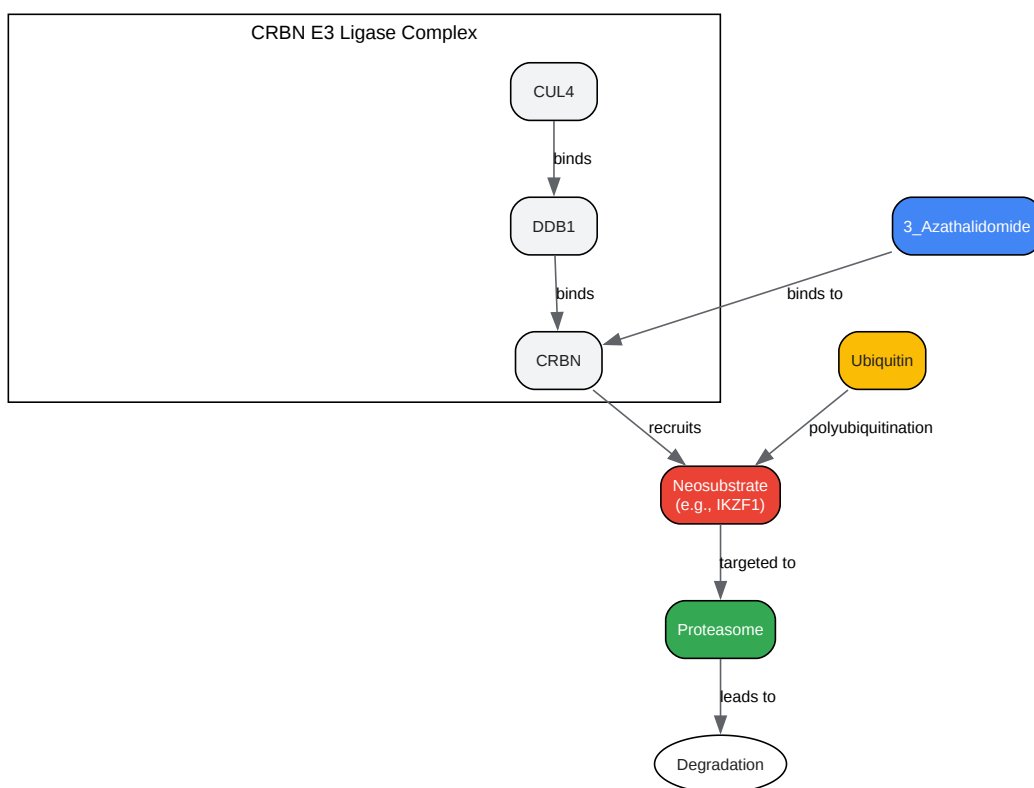 CRBN E3 Ligase Complex
CUL4
binds
DDB1
3_Azathalidomide
binds
binds to
CRBN
Ubiquitin
recruits
polyubiquitination
Neosubstrate
(e.g., IKZF1)
targeted to
Proteasome
leads to
Degradation